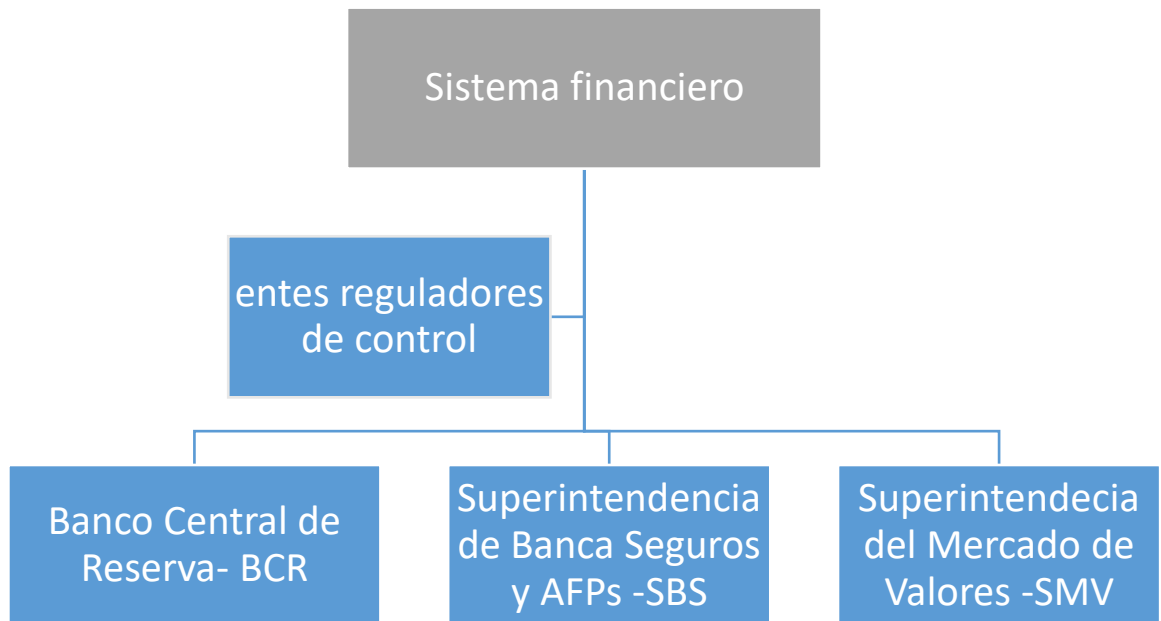 Sistema financiero
entes reguladores
de control
Banco Central de
Reserva- BCR
Superintendencia
de Banca Seguros
y AFPs -SBS
Superintendecia
del Mercado de
Valores -SMV